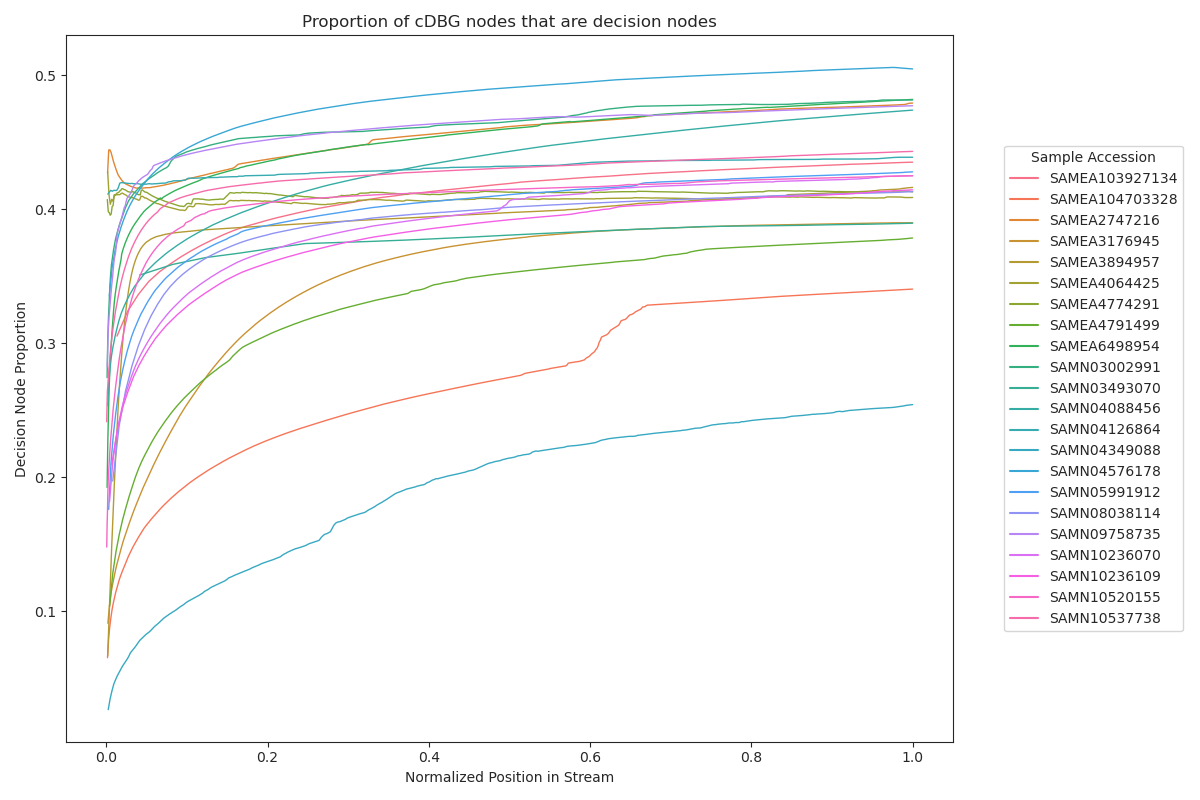 Proportion of cDBG nodes that are decision nodes
Decision Node Proportion
0.5
0.4
0.3
0.2
0.1
0.0
0.2
0.4
0.6
0.8
1.0
Normalized Position in Stream
Sample Accession
SAMEA103927134
SAMEA104703328
SAMEA2747216
SAMEA3176945
SAMEA3894957
SAMEA4064425
SAMEA4774291
SAMEA4791499
SAMEA6498954
SAMN03002991
SAMN03493070
SAMN04088456
SAMN04126864
SAMN04349088
SAMN04576178
SAMN05991912
SAMN08038114
SAMN09758735
SAMN10236070
SAMN10236109
SAMN10520155
SAMN10537738